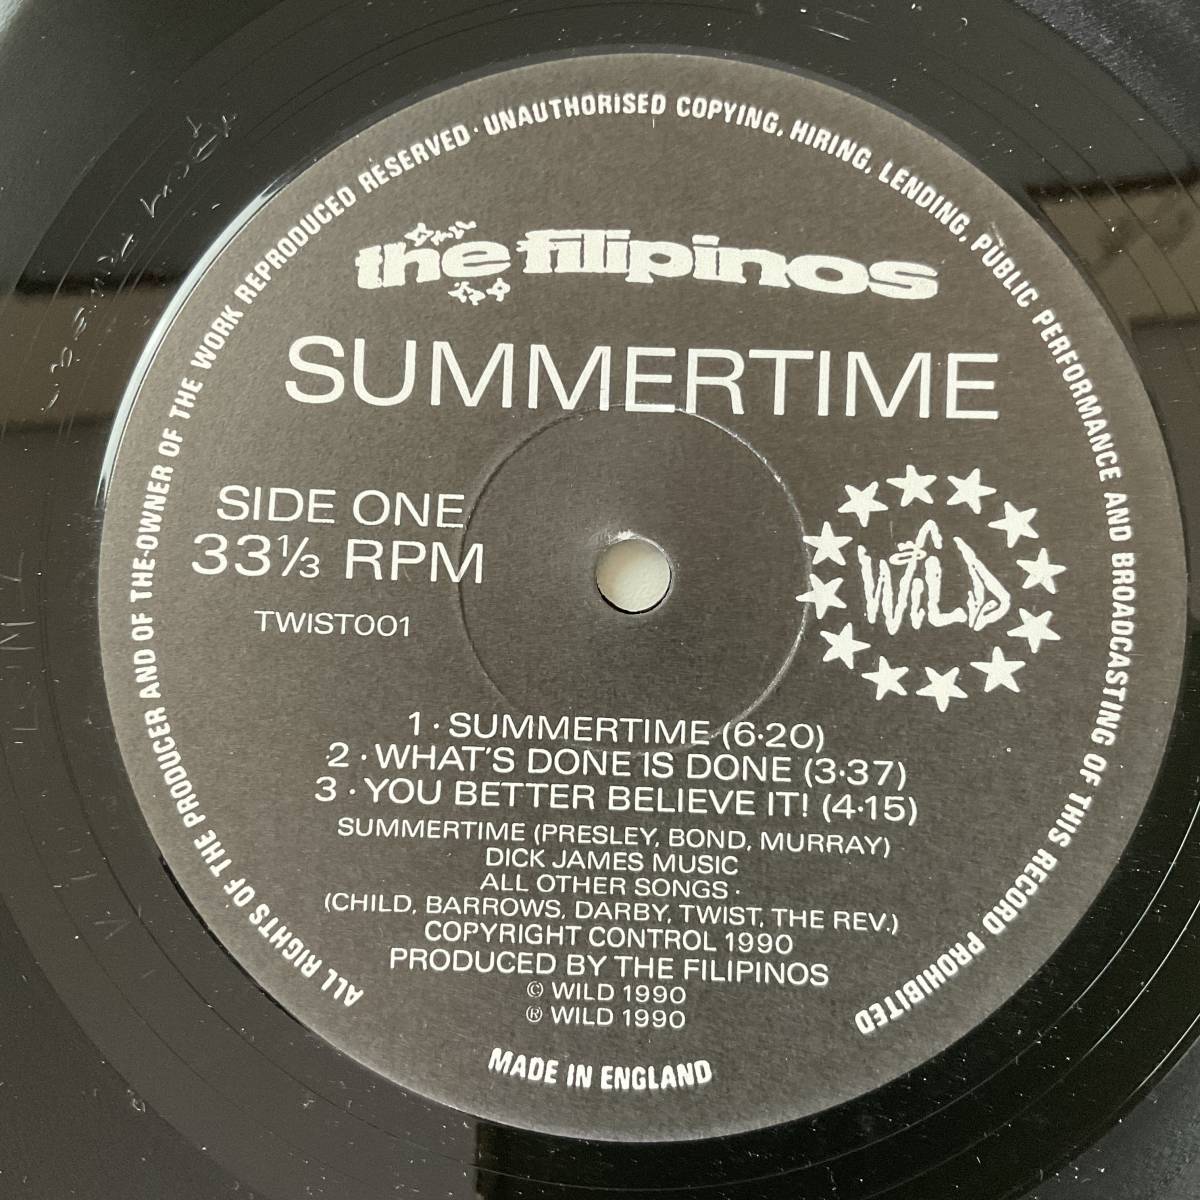 the filipinos
SUMMERTIME
SIDE ONE
33⅓ RPM
TWIST001
WILD
1 · SUMMERTIME (6·20)
2 · WHAT'S DONE IS DONE (3·37)
3 · YOU BETTER BELIEVE IT! (4·15)
SUMMERTIME (PRESLEY, BOND, MURRAY)
DICK JAMES MUSIC
ALL OTHER SONGS ·
(CHILD, BARROWS, DARBY, TWIST, THE REV.)
COPYRIGHT CONTROL 1990
PRODUCED BY THE FILIPINOS
© WILD 1990
® WILD 1990
MADE IN ENGLAND
ALL RIGHTS OF THE PRODUCER AND OF THE·OWNER OF THE WORK REPRODUCED RESERVED · UNAUTHORISED COPYING, HIRING, LENDING, PUBLIC PERFORMANCE AND BROADCASTING OF THIS RECORD PROHIBITED